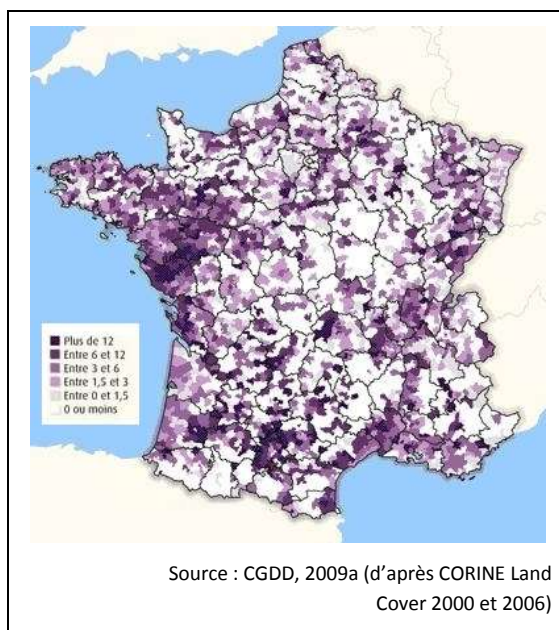 Plus de 12
Entre 6 et 12
Entre 3 et 6
Entre 1,5 et 3
Entre 0 et 1,5
0 ou moins
Source : CGDD, 2009a (d’après CORINE Land
Cover 2000 et 2006)